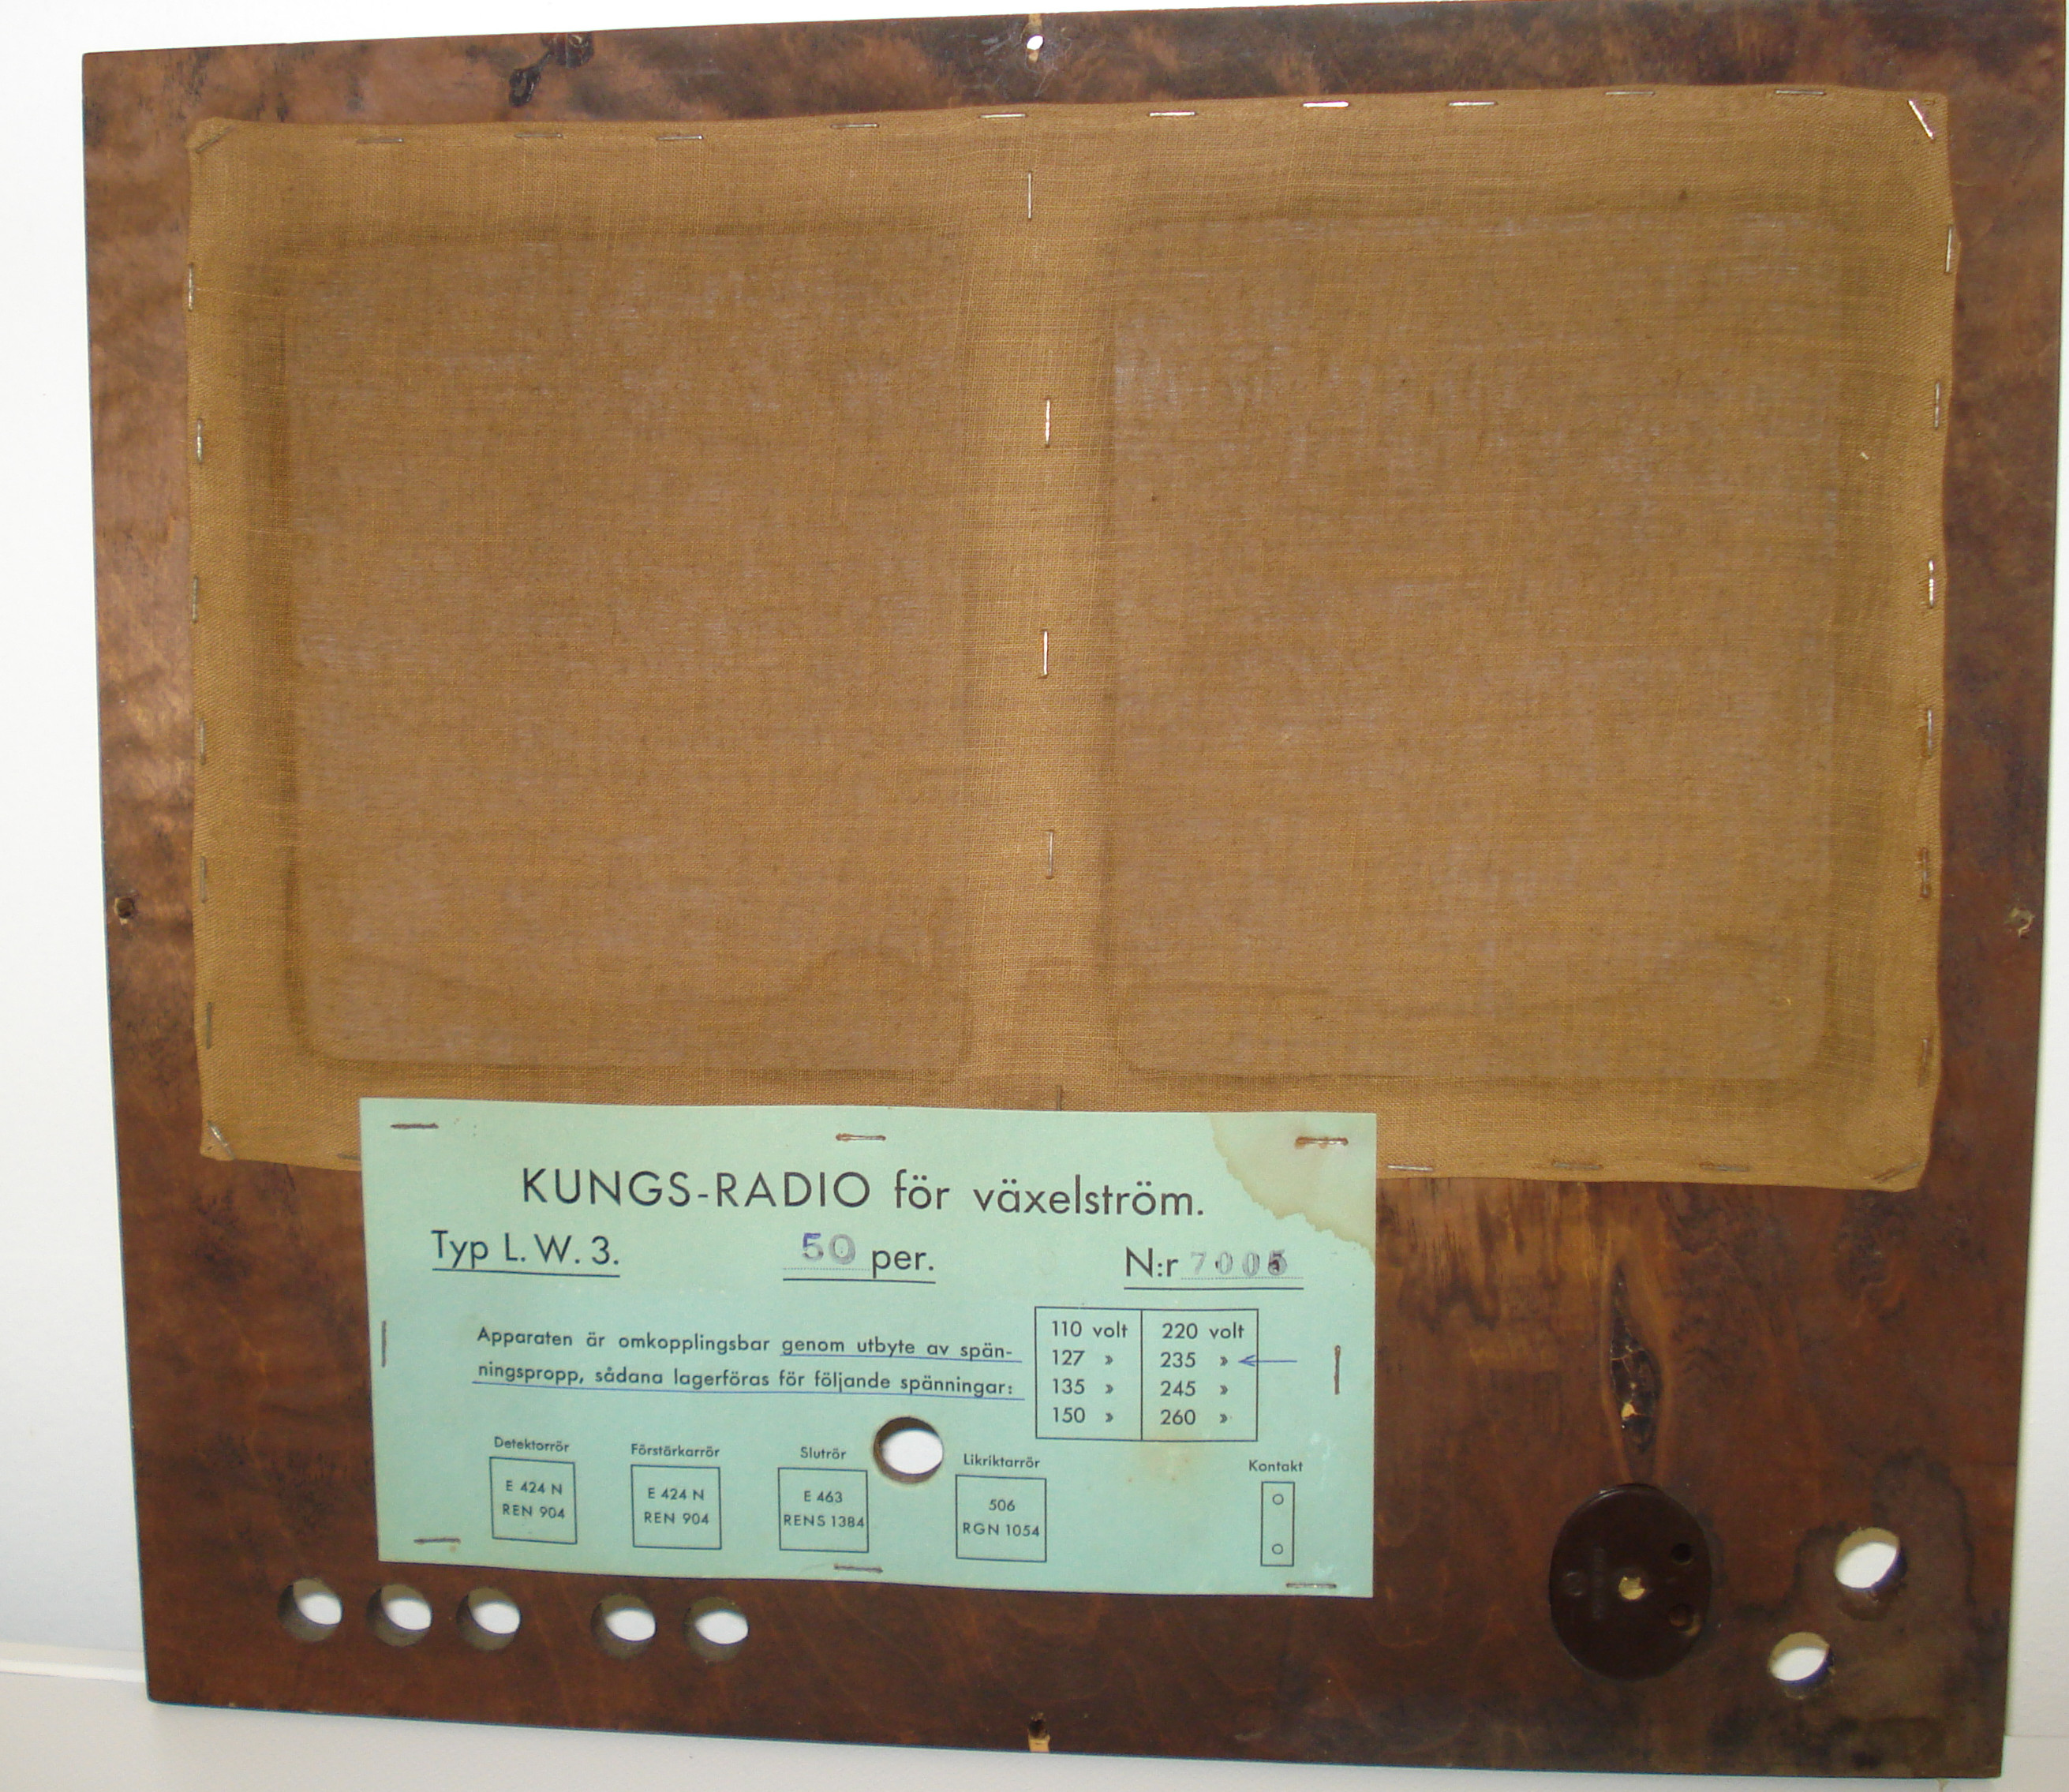 KUNGS-RADIO för växelström.
Typ L. W. 3. 50 per. N:r 7005
Apparaten är omkopplingsbar genom utbyte av spän-
ningspropp, sådana lagerföras för följande spänningar:
110 volt 220 volt
127 » 235 »
135 » 245 »
150 » 260 »
Detektorrör Förstärkarrör Slutrör Likriktarrör Kontakt
E 424 N E 424 N E 463 506
REN 904 REN 904 RENS 1384 RGN 1054